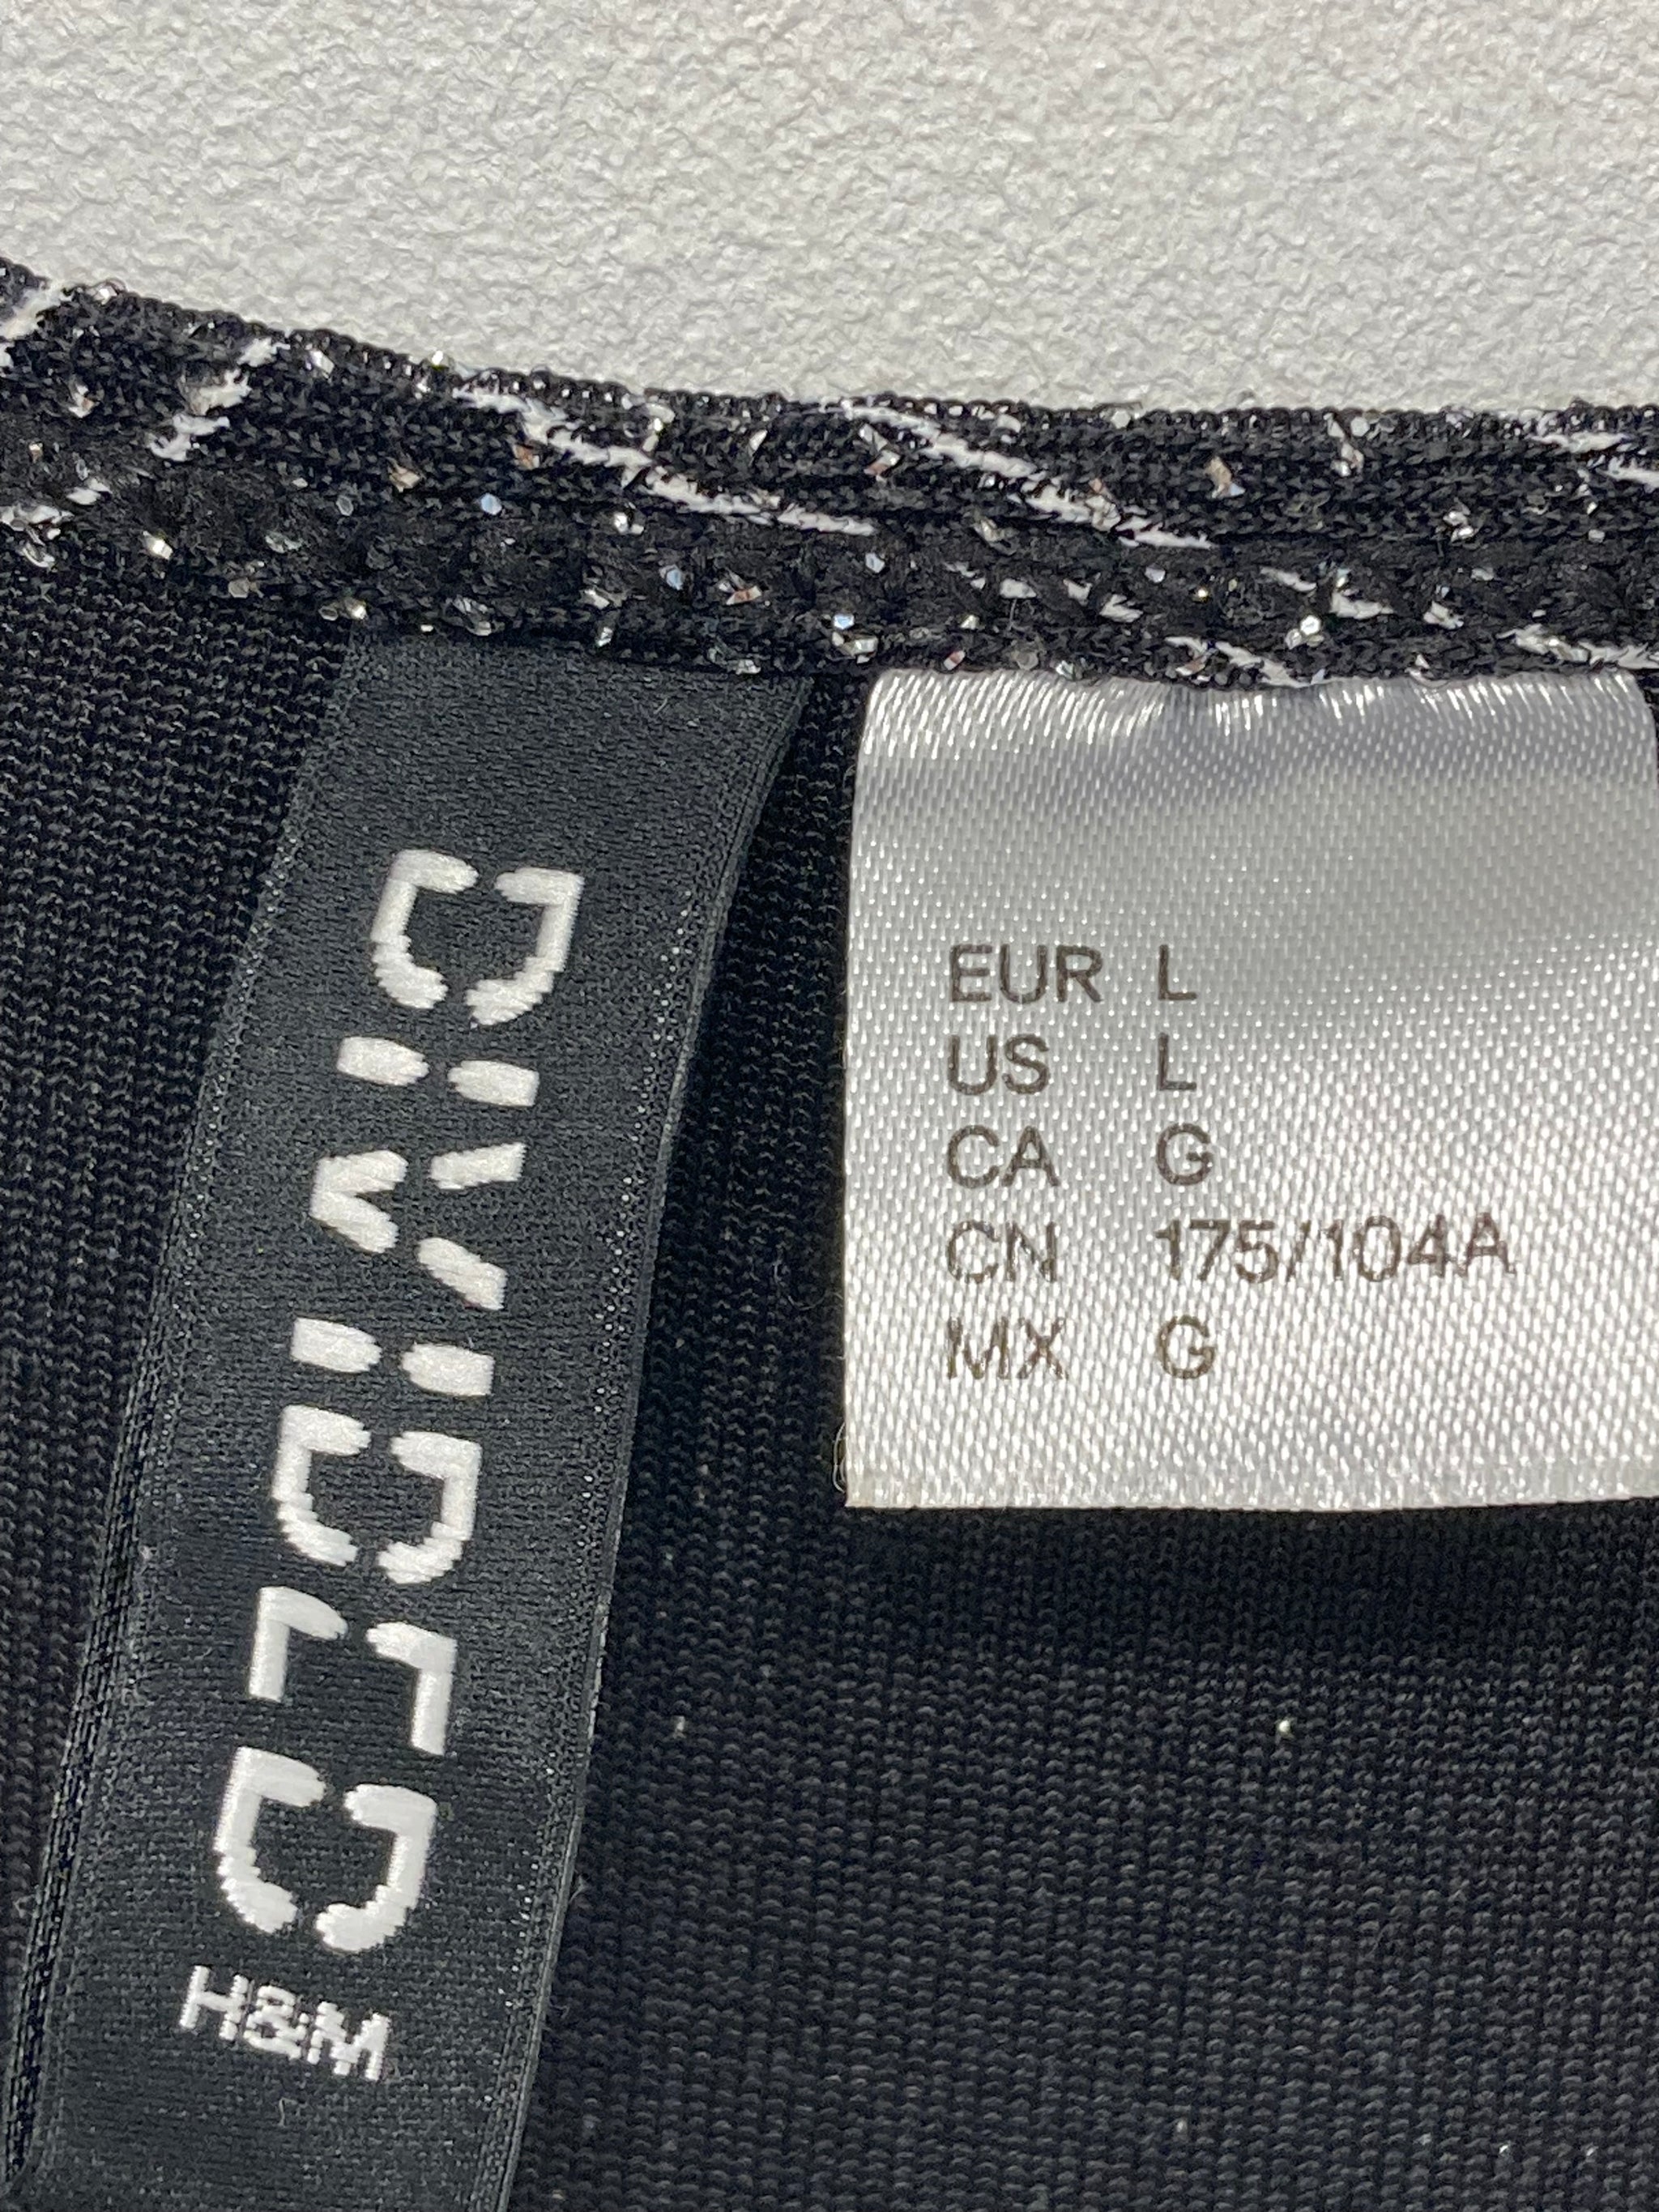 DIVIDED
H&M
EUR L
US L
CA G
CN 175/104A
MX G